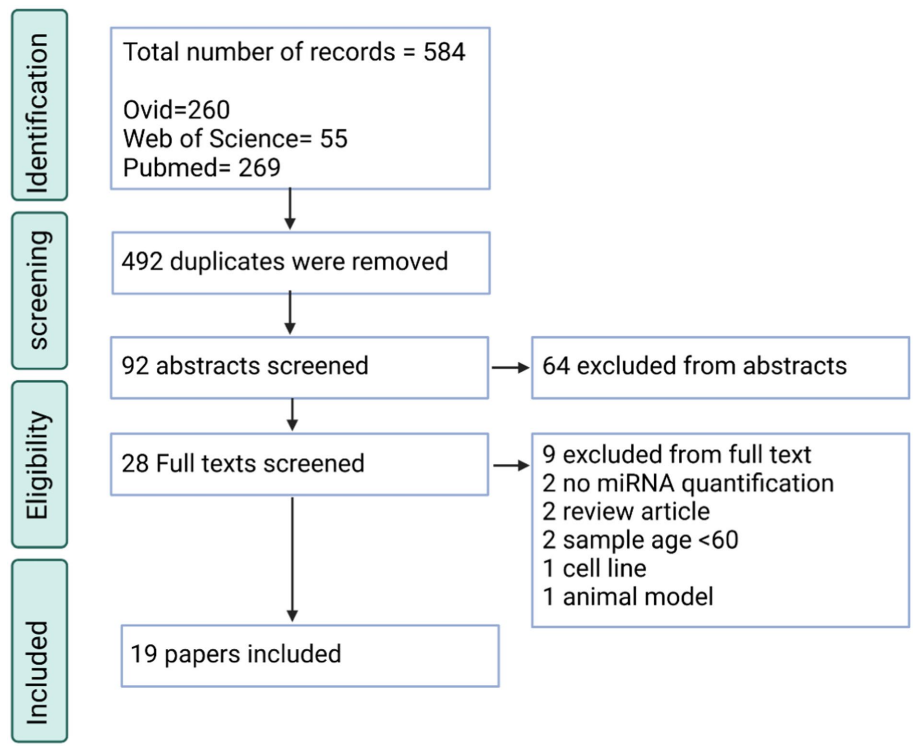 Identification
Total number of records = 584
Ovid=260
Web of Science= 55
Pubmed= 269
screening
492 duplicates were removed
92 abstracts screened
64 excluded from abstracts
Eligibility
28 Full texts screened
9 excluded from full text
2 no miRNA quantification
2 review article
2 sample age <60
1 cell line
1 animal model
Included
19 papers included